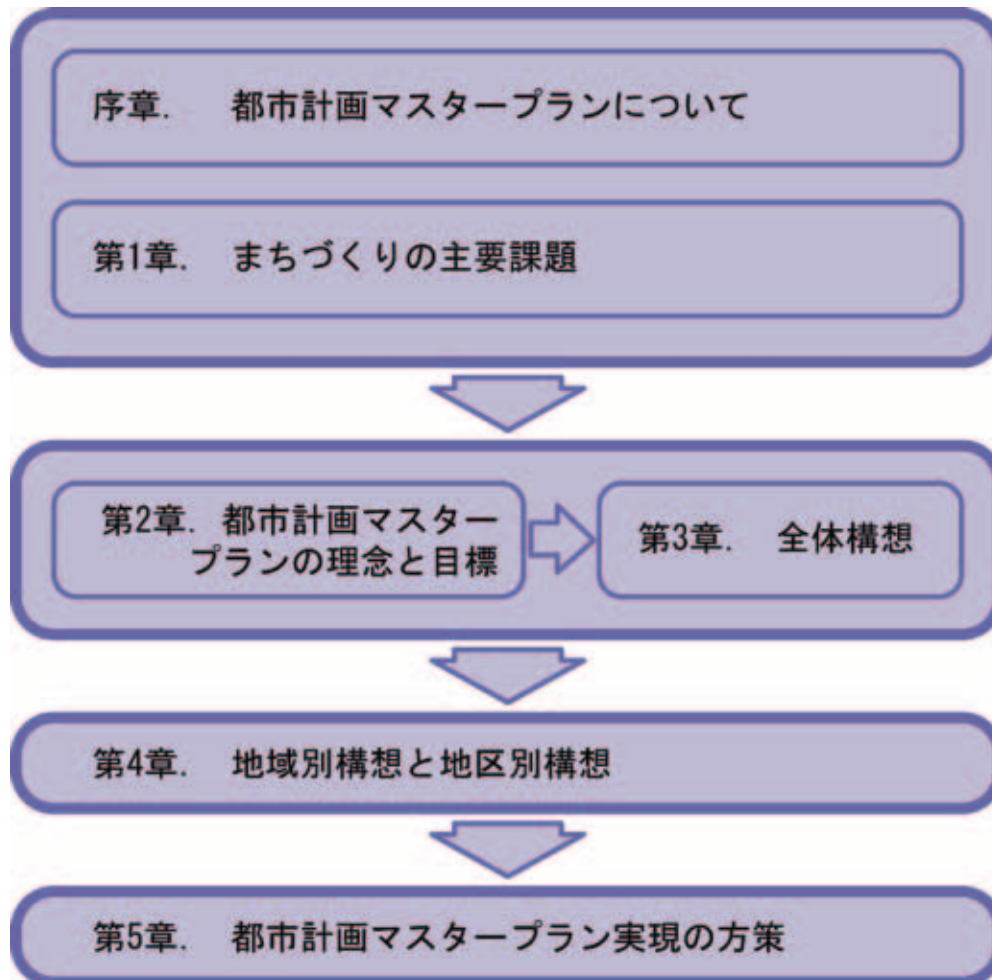 序章． 都市計画マスタープランについて
第1章． まちづくりの主要課題
第2章．都市計画マスター
プランの理念と目標
第3章． 全体構想
第4章． 地域別構想と地区別構想
第5章． 都市計画マスタープラン実現の方策